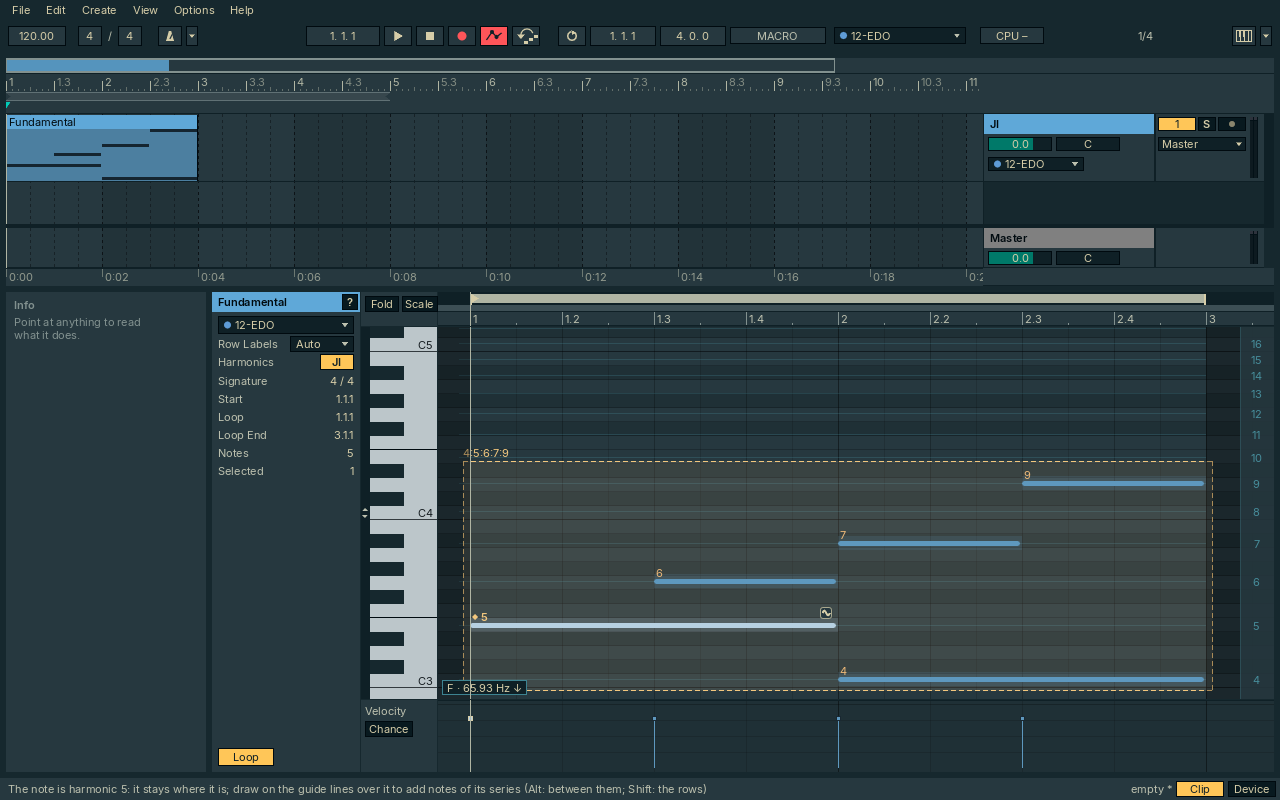 File Edit Create View Options Help
120.00 4 / 4 1. 1. 1 1. 1. 1 4. 0. 0 MACRO 12-EDO CPU – 1/4
1 1.3 2 2.3 3 3.3 4 4.3 5 5.3 6 6.3 7 7.3 8 8.3 9 9.3 10 10.3 11
Fundamental
JI 1 S
0.0 C Master
12-EDO
Master
0.0 C
0:00 0:02 0:04 0:06 0:08 0:10 0:12 0:14 0:16 0:18 0:2
Info
Point at anything to read
what it does.
Fundamental ?
12-EDO
Row Labels Auto
Harmonics JI
Signature 4 / 4
Start 1.1.1
Loop 1.1.1
Loop End 3.1.1
Notes 5
Selected 1
Loop
Fold Scale
1 1.2 1.3 1.4 2 2.2 2.3 2.4 3
C5 16
15
14
13
12
11
4:5:6:7:9 10
9 9
C4 8
7 7
6 6
5 5
C3 4 4
F · 65.93 Hz ↓
Velocity
Chance
The note is harmonic 5: it stays where it is; draw on the guide lines over it to add notes of its series (Alt: between them; Shift: the rows) empty * Clip Device